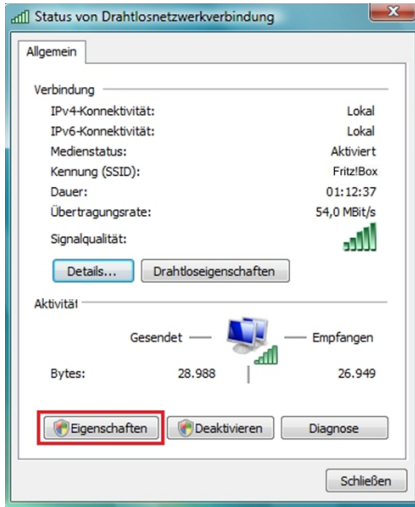 Status von Drahtlosnetzwerkverbindung
Allgemein
Verbindung
IPv4-Konnektivität: Lokal
IPv6-Konnektivität: Lokal
Medienstatus: Aktiviert
Kennung (SSID): Fritz!Box
Dauer: 01:12:37
Übertragungsrate: 54,0 MBit/s
Signalqualität:
Details... Drahtloseigenschaften
Aktivität
Gesendet Empfangen
Bytes: 28.988 26.949
Eigenschaften Deaktivieren Diagnose
Schließen